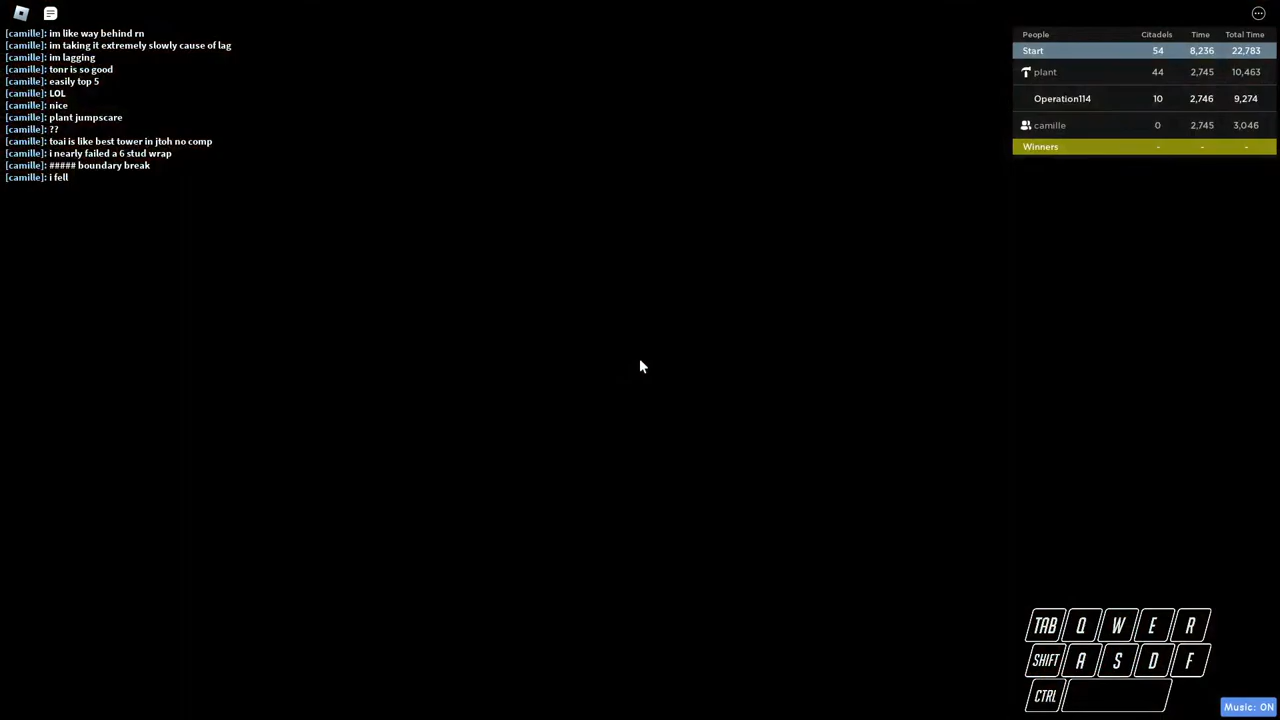 [camille]: im like way behind rn
[camille]: im taking it extremely slowly cause of lag
[camille]: im lagging
[camille]: tonr is so good
[camille]: easily top 5
[camille]: LOL
[camille]: nice
[camille]: plant jumpscare
[camille]: ??
[camille]: toai is like best tower in jtoh no comp
[camille]: i nearly failed a 6 stud wrap
[camille]: ##### boundary break
[camille]: i fell
People Citadels Time Total Time
Start 54 8,236 22,783
plant 44 2,745 10,463
Operation114 10 2,746 9,274
camille 0 2,745 3,046
Winners - - -
TAB Q W E R
SHIFT A S D F
CTRL
Music: ON